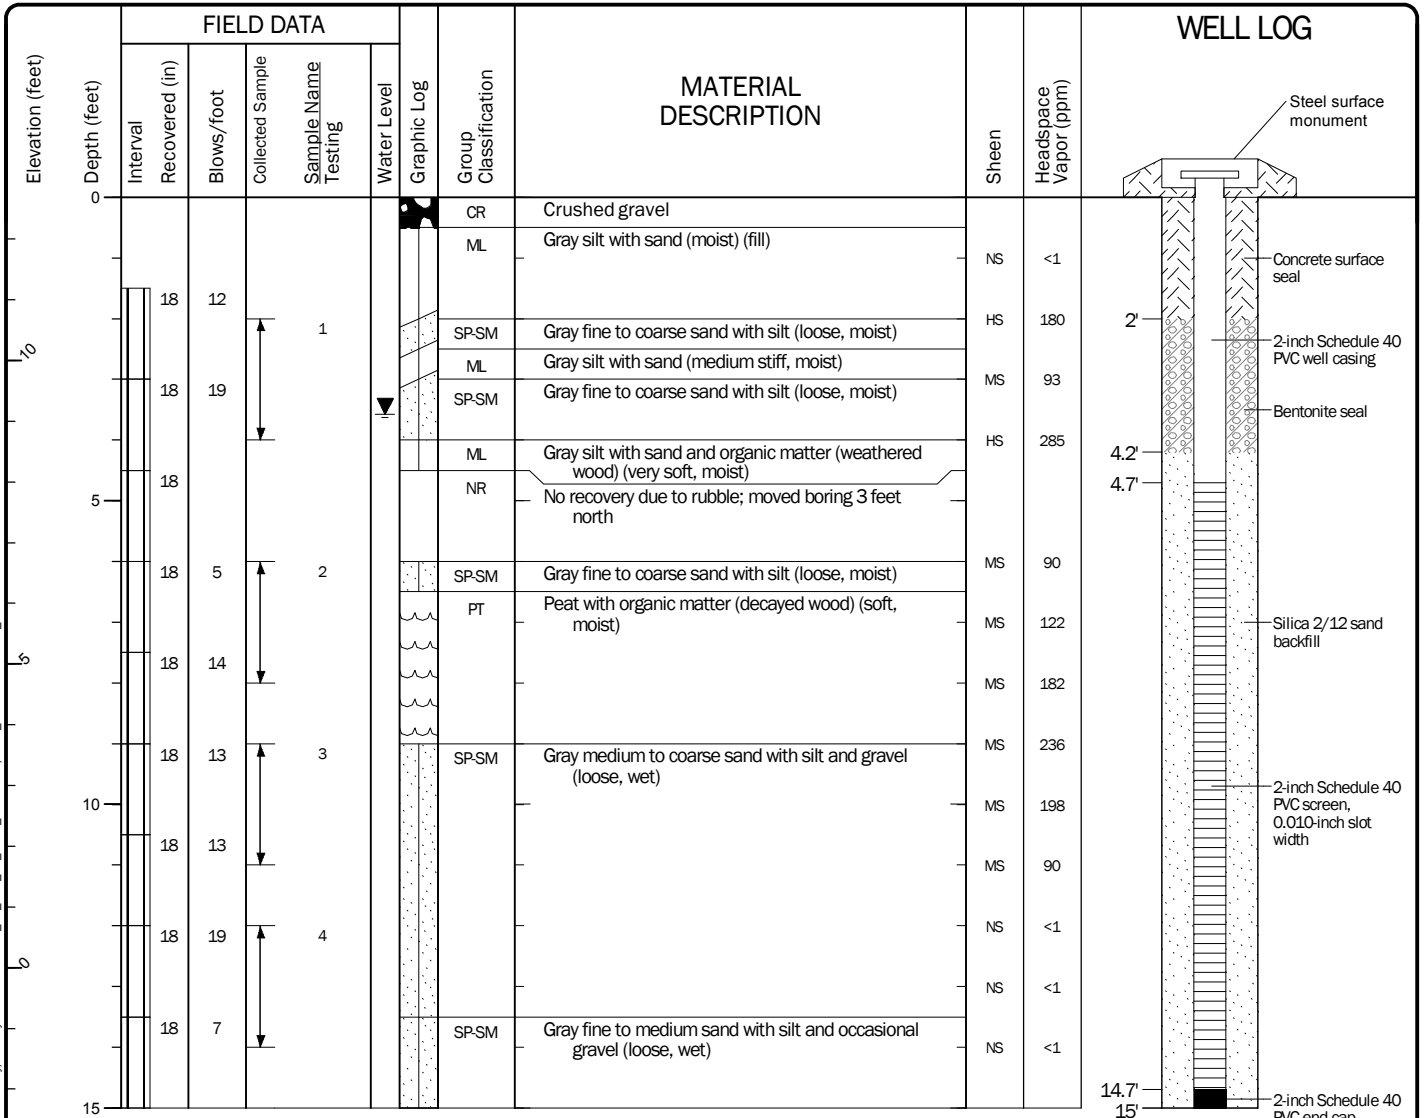 FIELD DATA
WELL LOG
Elevation (feet)
Depth (feet)
Interval
Recovered (in)
Blows/foot
Collected Sample
Sample Name
Testing
Water Level
Graphic Log
Group
Classification
MATERIAL
DESCRIPTION
Sheen
Headspace
Vapor (ppm)
Steel surface
monument
0
CR Crushed gravel
ML Gray silt with sand (moist) (fill)
NS <1
Concrete surface
seal
18 12
1
HS 180
2'
SP-SM Gray fine to coarse sand with silt (loose, moist)
2-inch Schedule 40
PVC well casing
10
ML Gray silt with sand (medium stiff, moist)
MS 93
18 19
SP-SM Gray fine to coarse sand with silt (loose, moist)
Bentonite seal
HS 285
4.2'
ML Gray silt with sand and organic matter (weathered
wood) (very soft, moist)
18
4.7'
NR No recovery due to rubble; moved boring 3 feet
north
5
MS 90
18 5 2 SP-SM Gray fine to coarse sand with silt (loose, moist)
PT Peat with organic matter (decayed wood) (soft,
moist)
MS 122
Silica 2/12 sand
backfill
5
18 14
MS 182
MS 236
18 13 3 SP-SM Gray medium to coarse sand with silt and gravel
(loose, wet)
2-inch Schedule 40
PVC screen,
0.010-inch slot
width
10
MS 198
18 13
MS 90
NS <1
18 19 4
0
NS <1
18 7 SP-SM Gray fine to medium sand with silt and occasional
gravel (loose, wet)
NS <1
14.7'
2-inch Schedule 40
PVC end cap
15
15'